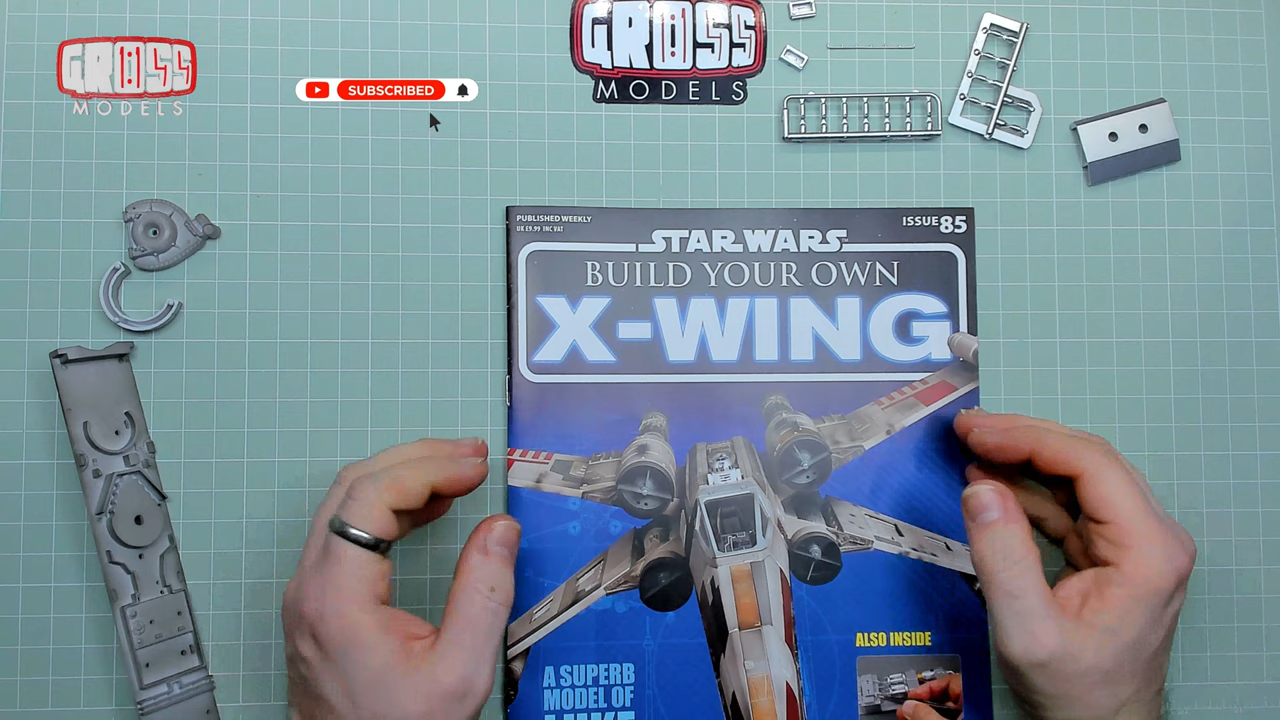 GROSS
MODELS
SUBSCRIBED
GROSS
MODELS
PUBLISHED WEEKLY
UK £9.99 INC VAT
ISSUE 85
STAR WARS
BUILD YOUR OWN
X-WING
ALSO INSIDE
A SUPERB
MODEL OF
LUKE